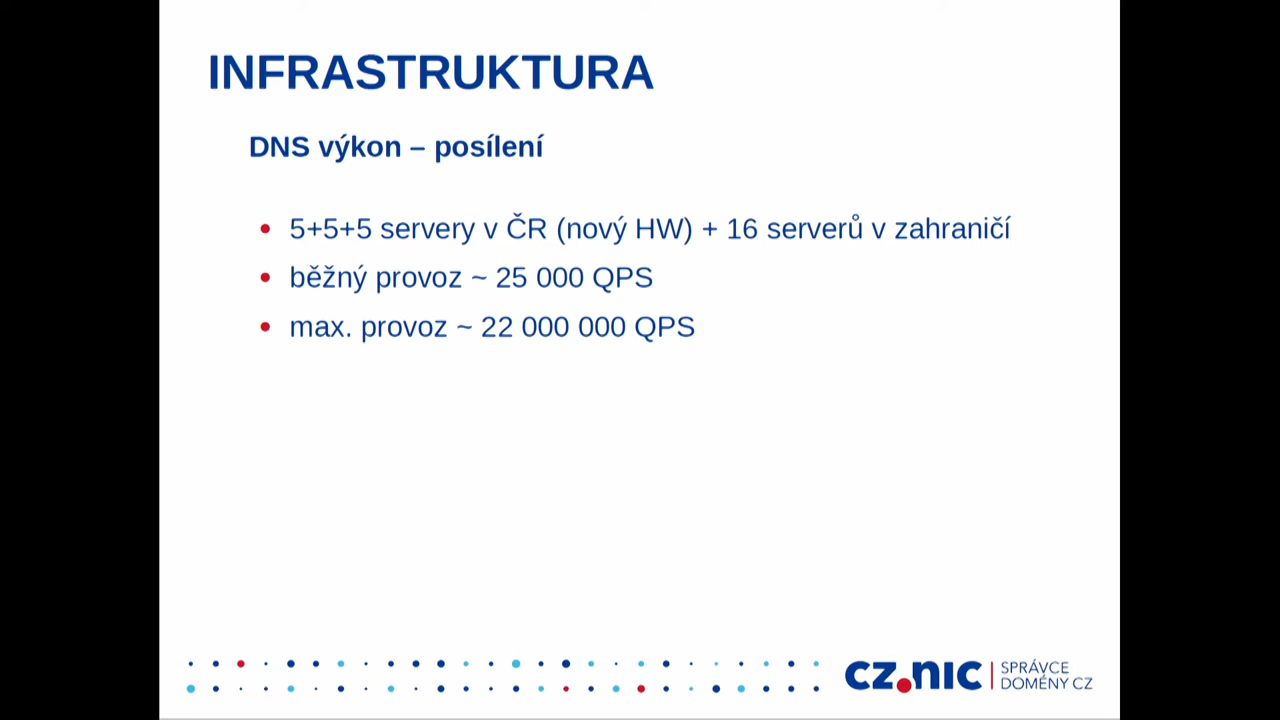 INFRASTRUKTURA
DNS výkon – posílení
• 5+5+5 servery v ČR (nový HW) + 16 serverů v zahraničí
• běžný provoz ~ 25 000 QPS
• max. provoz ~ 22 000 000 QPS
CZ.NIC
SPRÁVCE
DOMÉNY CZ